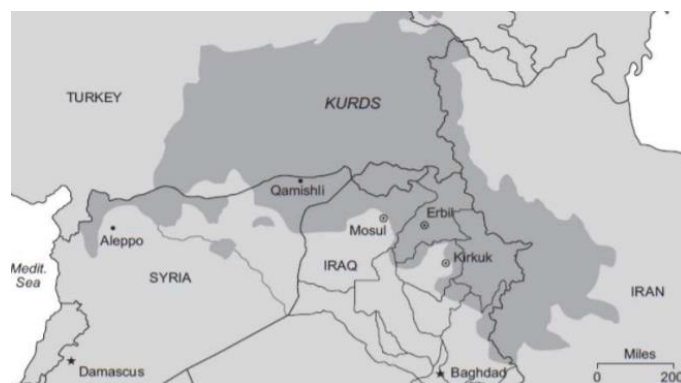 TURKEY
KURDS
Qamishli
Erbil
Mosul
Aleppo
Kirkuk
IRAQ
Medit.
Sea
SYRIA
IRAN
Miles
Damascus
Baghdad
0
200